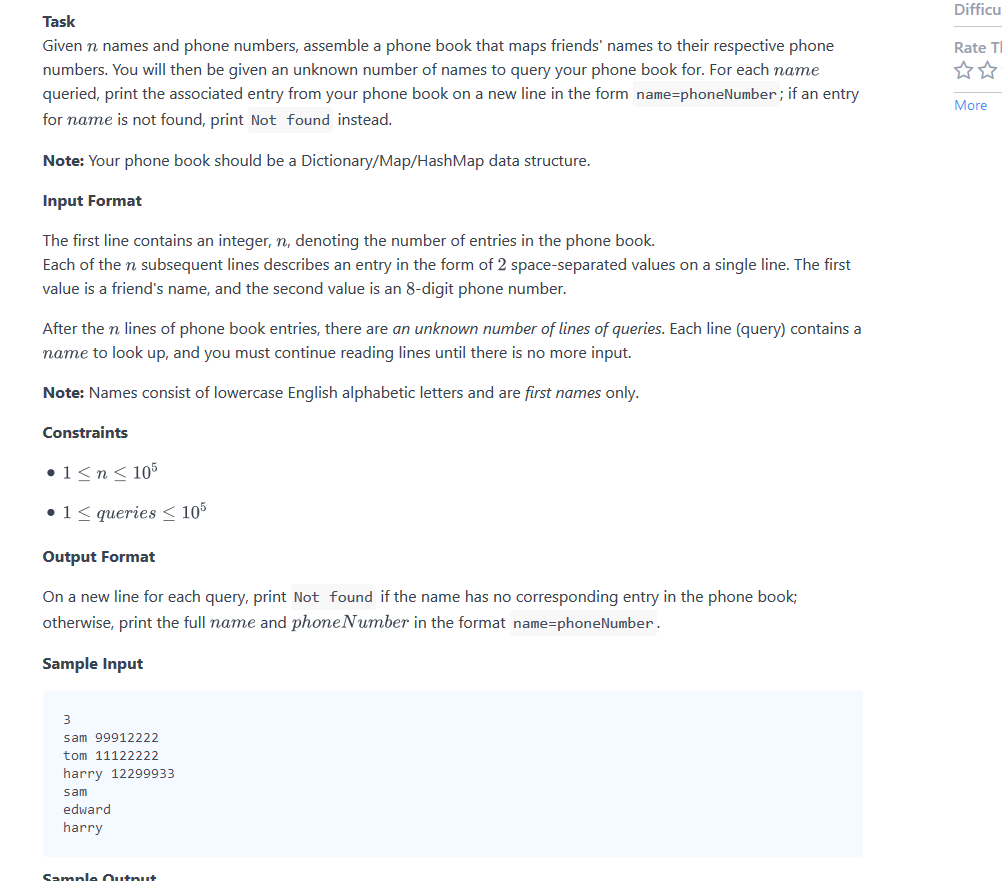 Task
Given n names and phone numbers, assemble a phone book that maps friends' names to their respective phone
numbers. You will then be given an unknown number of names to query your phone book for. For each name
queried, print the associated entry from your phone book on a new line in the form name=phoneNumber; if an entry
for name is not found, print Not found instead.
Note: Your phone book should be a Dictionary/Map/HashMap data structure.
Input Format
The first line contains an integer, n, denoting the number of entries in the phone book.
Each of the n subsequent lines describes an entry in the form of 2 space-separated values on a single line. The first
value is a friend's name, and the second value is an 8-digit phone number.
After the n lines of phone book entries, there are an unknown number of lines of queries. Each line (query) contains a
name to look up, and you must continue reading lines until there is no more input.
Note: Names consist of lowercase English alphabetic letters and are first names only.
Constraints
• 1 ≤ n ≤ 10⁵
• 1 ≤ queries ≤ 10⁵
Output Format
On a new line for each query, print Not found if the name has no corresponding entry in the phone book;
otherwise, print the full name and phoneNumber in the format name=phoneNumber.
Sample Input
3
sam 99912222
tom 11122222
harry 12299933
sam
edward
harry
Sample Output
Difficu
Rate T
More